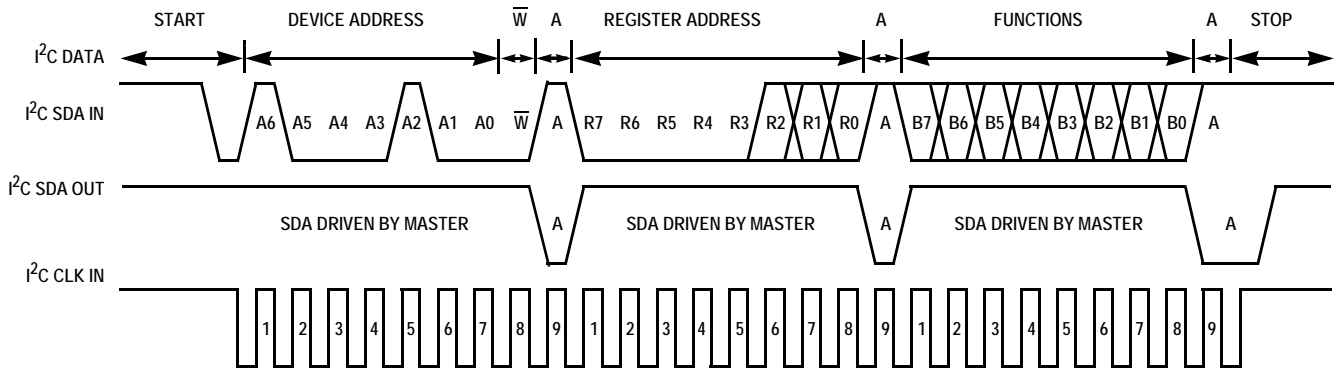 START DEVICE ADDRESS W̅ A REGISTER ADDRESS A FUNCTIONS A STOP
I²C DATA
I²C SDA IN A6 A5 A4 A3 A2 A1 A0 W̅ A R7 R6 R5 R4 R3 R2 R1 R0 A B7 B6 B5 B4 B3 B2 B1 B0 A
I²C SDA OUT
SDA DRIVEN BY MASTER A SDA DRIVEN BY MASTER A SDA DRIVEN BY MASTER A
I²C CLK IN
1 2 3 4 5 6 7 8 9 1 2 3 4 5 6 7 8 9 1 2 3 4 5 6 7 8 9